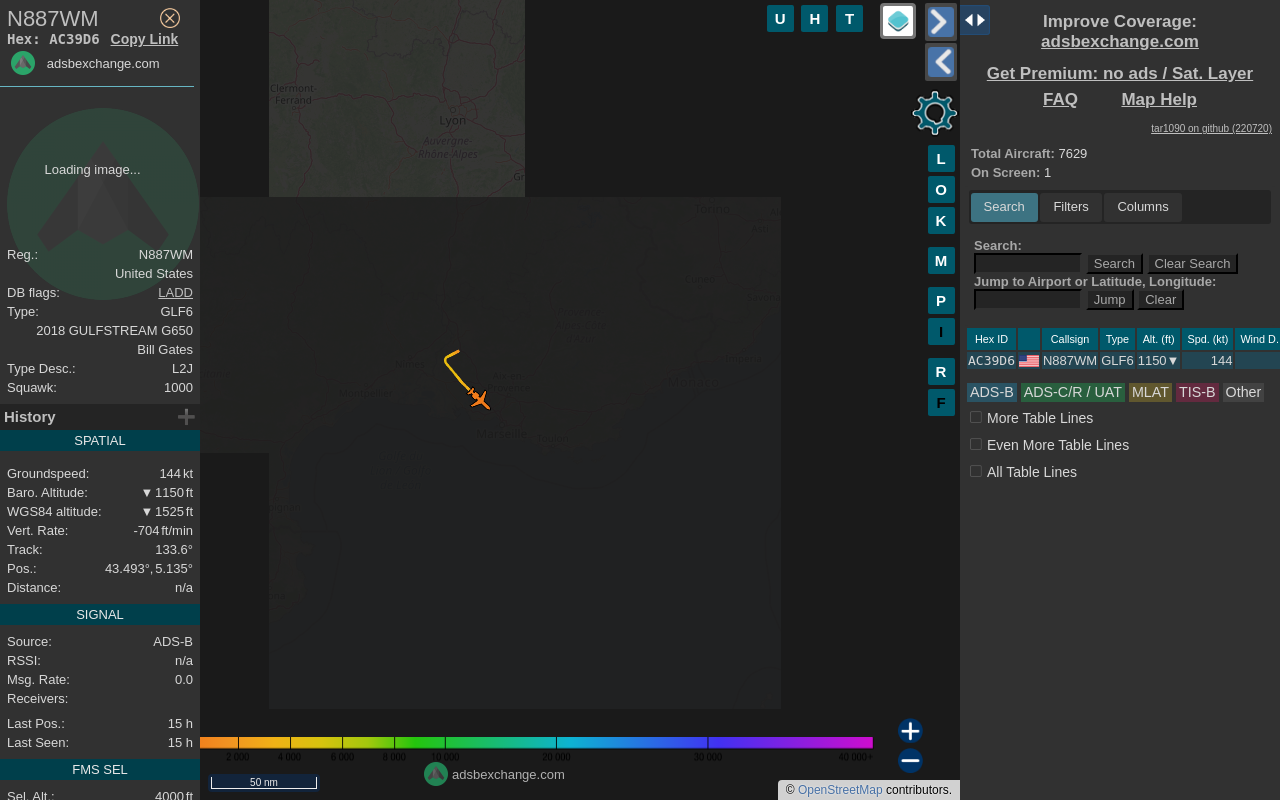 N887WM
Hex: AC39D6 Copy Link
adsbexchange.com
Loading image...
Reg.: N887WM
United States
DB flags: LADD
Type: GLF6
2018 GULFSTREAM G650
Bill Gates
Type Desc.: L2J
Squawk: 1000
History
SPATIAL
Groundspeed: 144 kt
Baro. Altitude: ▼ 1150 ft
WGS84 altitude: ▼ 1525 ft
Vert. Rate: -704 ft/min
Track: 133.6°
Pos.: 43.493°, 5.135°
Distance: n/a
SIGNAL
Source: ADS-B
RSSI: n/a
Msg. Rate: 0.0
Receivers:
Last Pos.: 15 h
Last Seen: 15 h
FMS SEL
Sel. Alt.: 4000 ft
Clermont-
Ferrand
Lyon
Auvergne-
Rhône-Alpes
Gr
Marseille
U H T
L
O
K
M
P
I
R
F
2 000 4 000 6 000 8 000 10 000 20 000 30 000 40 000+
50 nm
adsbexchange.com
© OpenStreetMap contributors.
Improve Coverage:
adsbexchange.com
Get Premium: no ads / Sat. Layer
FAQ Map Help
tar1090 on github (220720)
Total Aircraft: 7629
On Screen: 1
Search Filters Columns
Search:
Search Clear Search
Jump to Airport or Latitude, Longitude:
Jump Clear
Hex ID Callsign Type Alt. (ft) Spd. (kt) Wind D.
AC39D6 N887WM GLF6 1150▼ 144
ADS-B ADS-C/R / UAT MLAT TIS-B Other
More Table Lines
Even More Table Lines
All Table Lines